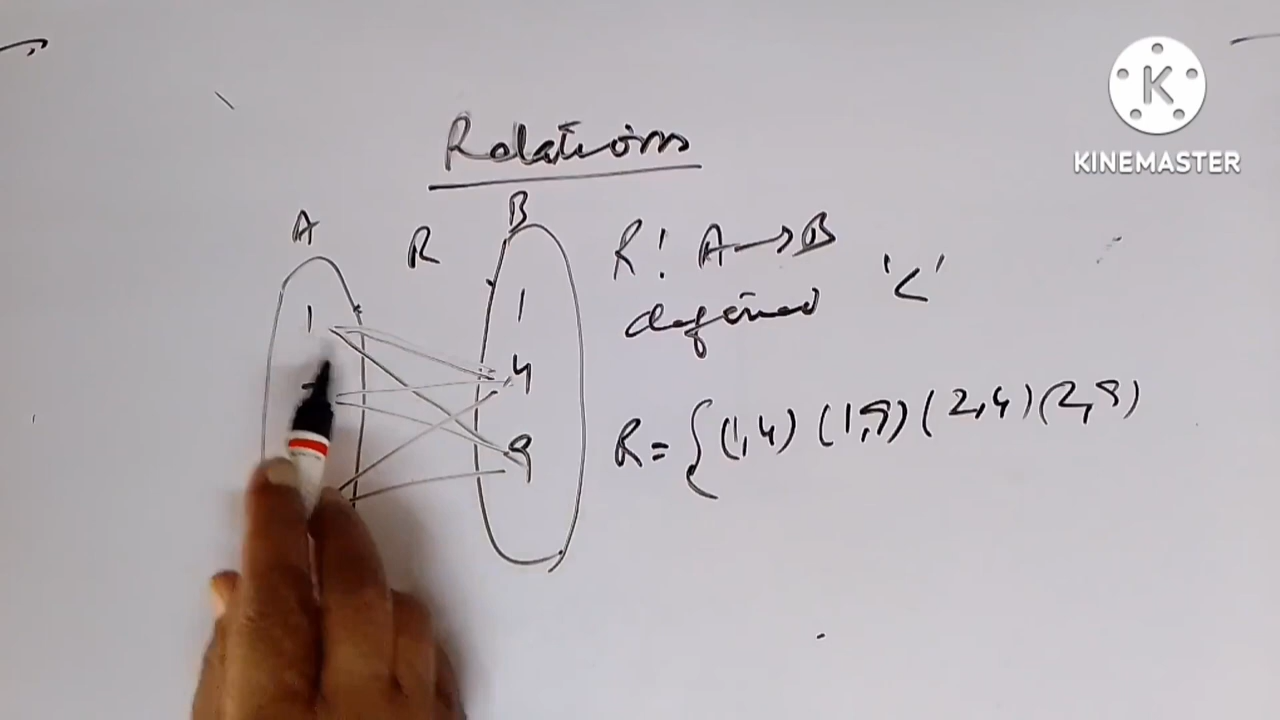 Relations
A R B
R: A → B
defined '<'
1 1
4
9
R = { (1,4) (1,9) (2,4) (2,9)
KINEMASTER